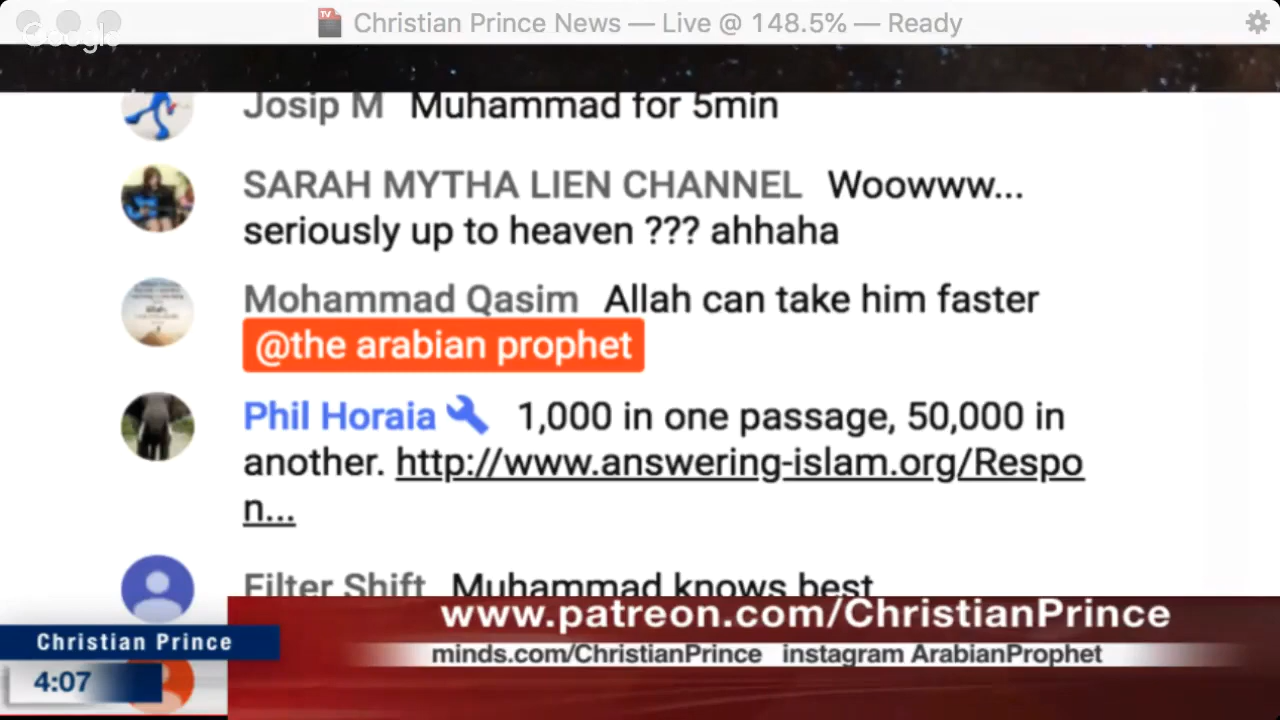 Christian Prince News — Live @ 148.5% — Ready
Google
Josip M Muhammad for 5min
SARAH MYTHA LIEN CHANNEL Woowww...
seriously up to heaven ??? ahhaha
Mohammad Qasim Allah can take him faster
@the arabian prophet
Phil Horaia 1,000 in one passage, 50,000 in
another. http://www.answering-islam.org/Respo
n...
Filter Shift Muhammad knows best
www.patreon.com/ChristianPrince
Christian Prince
minds.com/ChristianPrince instagram ArabianProphet
4:07